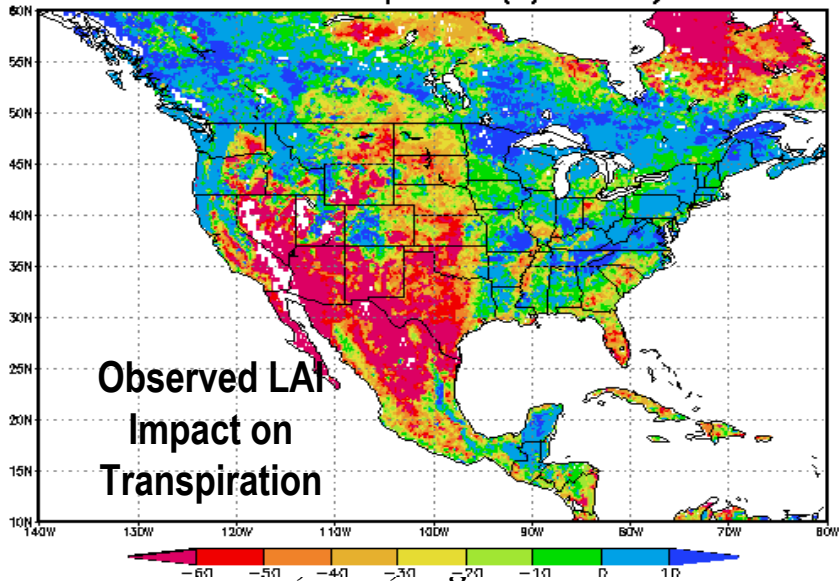 60N
55N
50N
45N
40N
35N
30N
25N
20N
15N
10N
Observed LAI
Impact on
Transpiration
140W 130W 120W 110W 100W 90W 80W 70W 60W
-60 -50 -40 -30 -20 -10 0 10